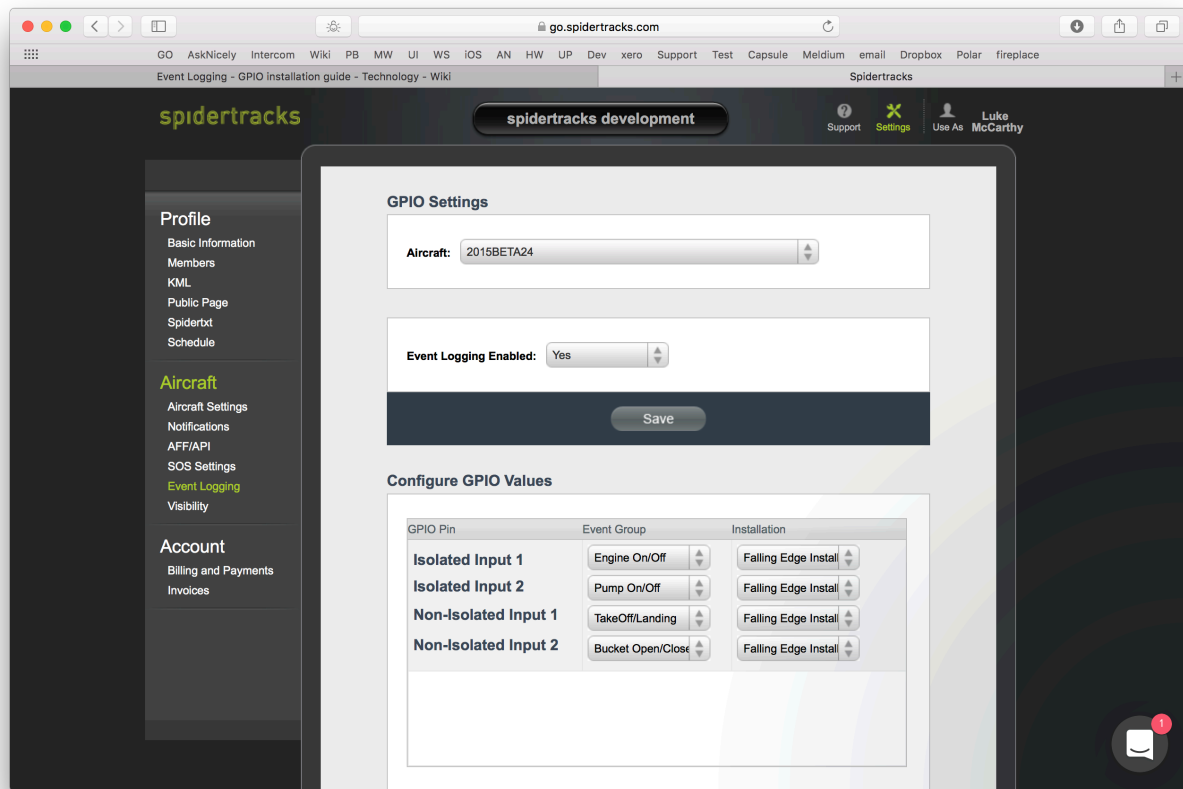 go.spidertracks.com
GO AskNicely Intercom Wiki PB MW UI WS iOS AN HW UP Dev xero Support Test Capsule Meldium email Dropbox Polar fireplace
Event Logging - GPIO installation guide - Technology - Wiki
Spidertracks
spidertracks
spidertracks development
Support
Settings
Use As
Luke
McCarthy
Profile
Basic Information
Members
KML
Public Page
Spidertxt
Schedule
Aircraft
Aircraft Settings
Notifications
AFF/API
SOS Settings
Event Logging
Visibility
Account
Billing and Payments
Invoices
GPIO Settings
Aircraft: 2015BETA24
Event Logging Enabled: Yes
Save
Configure GPIO Values
GPIO Pin Event Group Installation
Isolated Input 1 Engine On/Off Falling Edge Install
Isolated Input 2 Pump On/Off Falling Edge Install
Non-Isolated Input 1 TakeOff/Landing Falling Edge Install
Non-Isolated Input 2 Bucket Open/Close Falling Edge Install
1